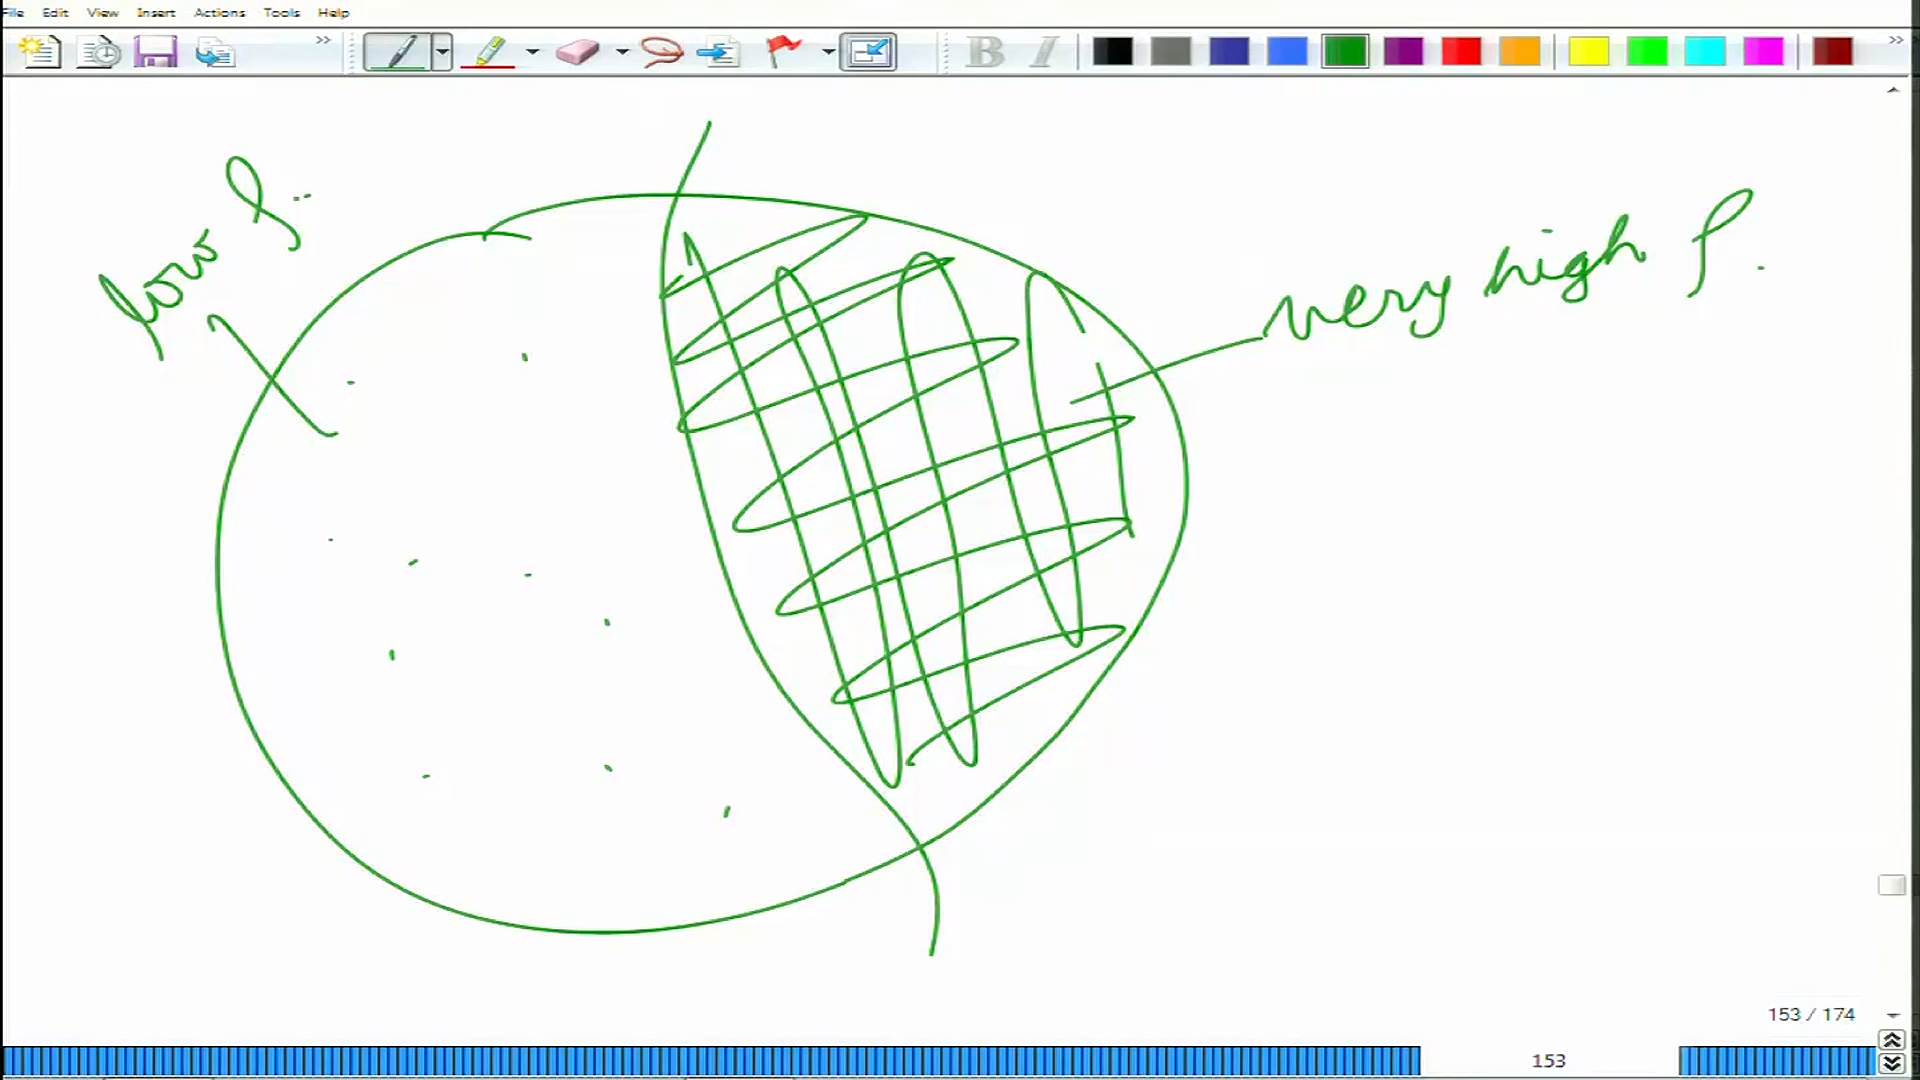 File Edit View Insert Actions Tools Help
B I
low ρ
very high ρ.
153 / 174
153